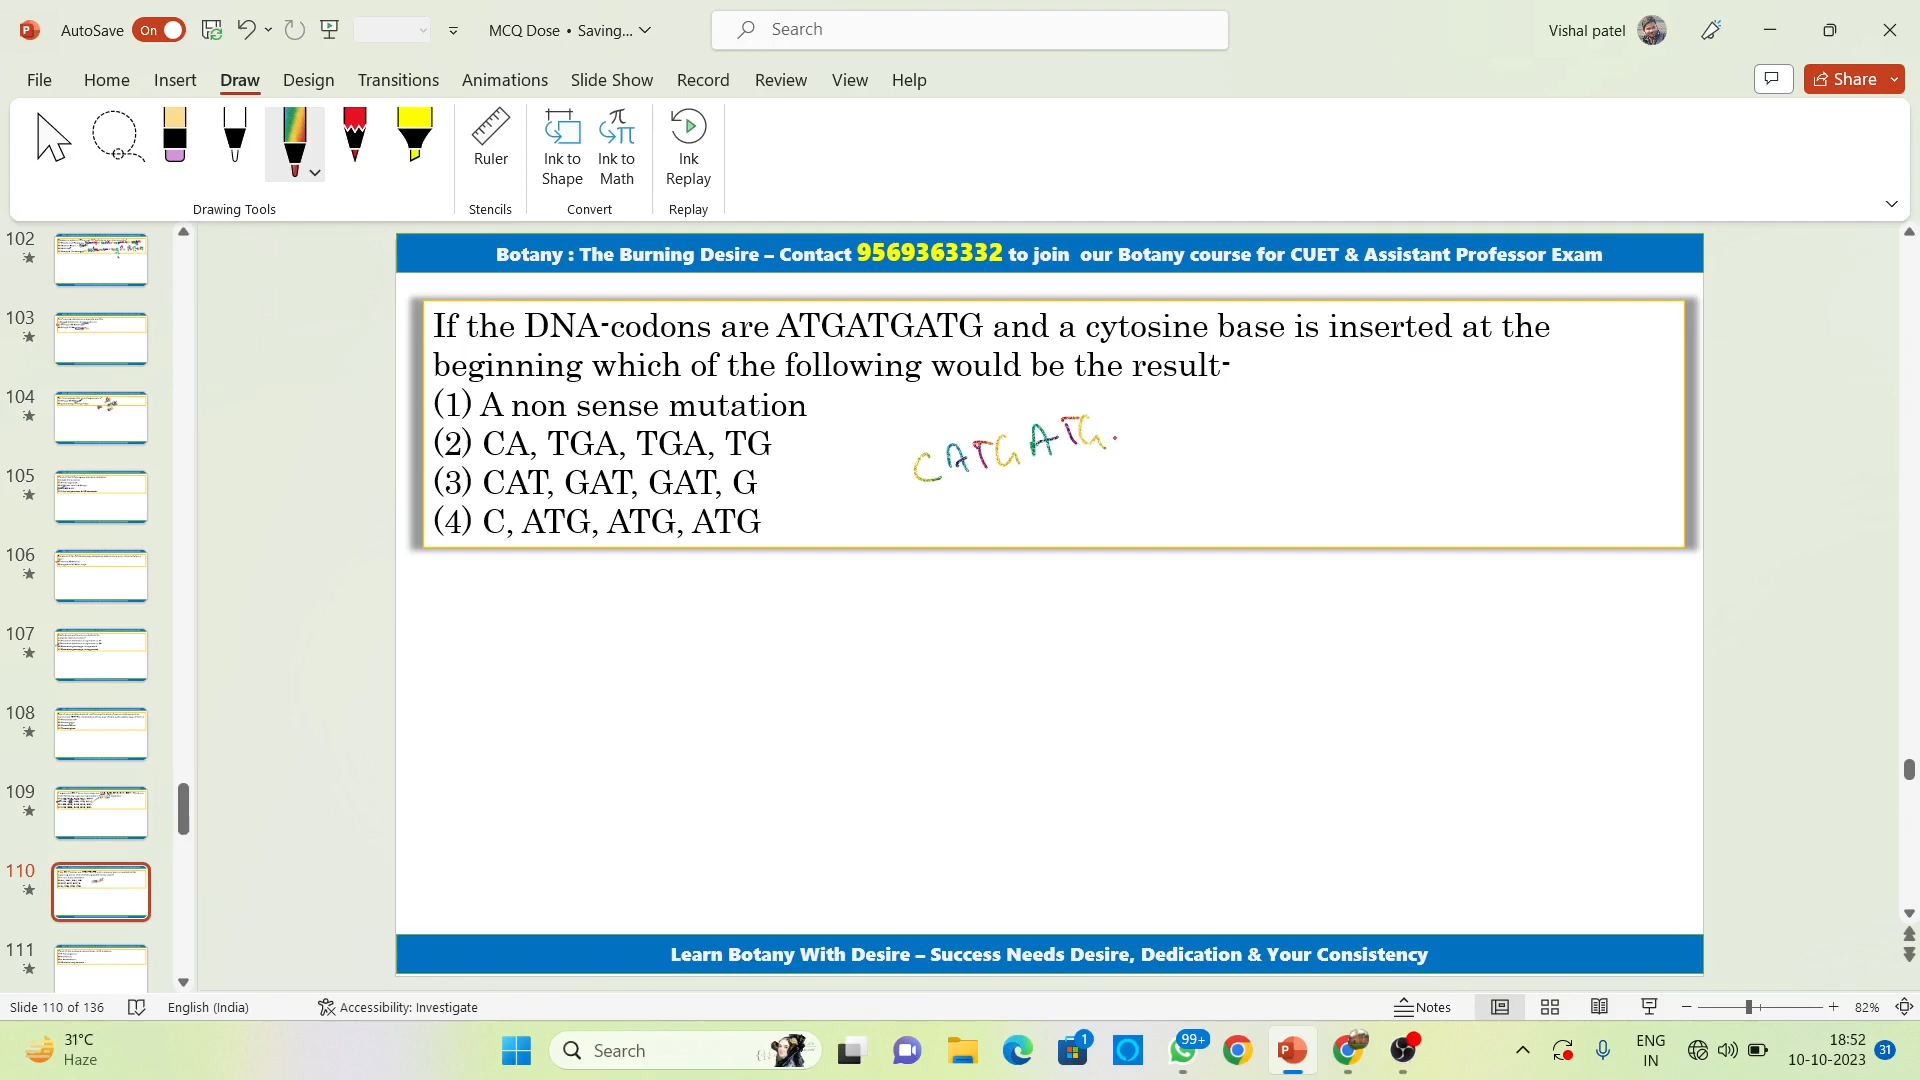 AutoSave On MCQ Dose • Saving... Search Vishal patel
File Home Insert Draw Design Transitions Animations Slide Show Record Review View Help Share
Ruler Ink to Shape Ink to Math Ink Replay
Drawing Tools Stencils Convert Replay
102
103
104
105
106
107
108
109
110
111
Botany : The Burning Desire – Contact 9569363332 to join our Botany course for CUET & Assistant Professor Exam
If the DNA-codons are ATGATGATG and a cytosine base is inserted at the
beginning which of the following would be the result-
(1) A non sense mutation
(2) CA, TGA, TGA, TG
(3) CAT, GAT, GAT, G
(4) C, ATG, ATG, ATG
CATGATG
Learn Botany With Desire – Success Needs Desire, Dedication & Your Consistency
Slide 110 of 136 English (India) Accessibility: Investigate Notes 82%
31°C
Haze
Search
1
99+
ENG
IN
18:52
10-10-2023
31